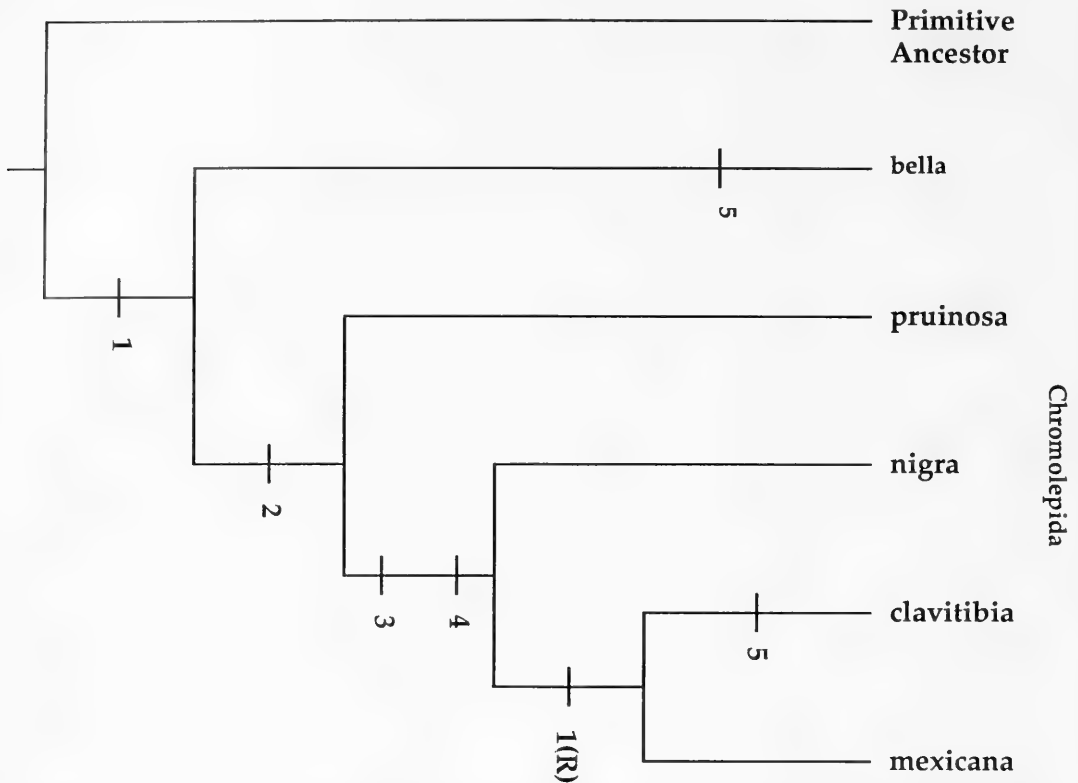 Primitive
Ancestor
bella
5
1
pruinosa
2
nigra
3
4
clavitibia
5
1(R)
mexicana
Chromolepida